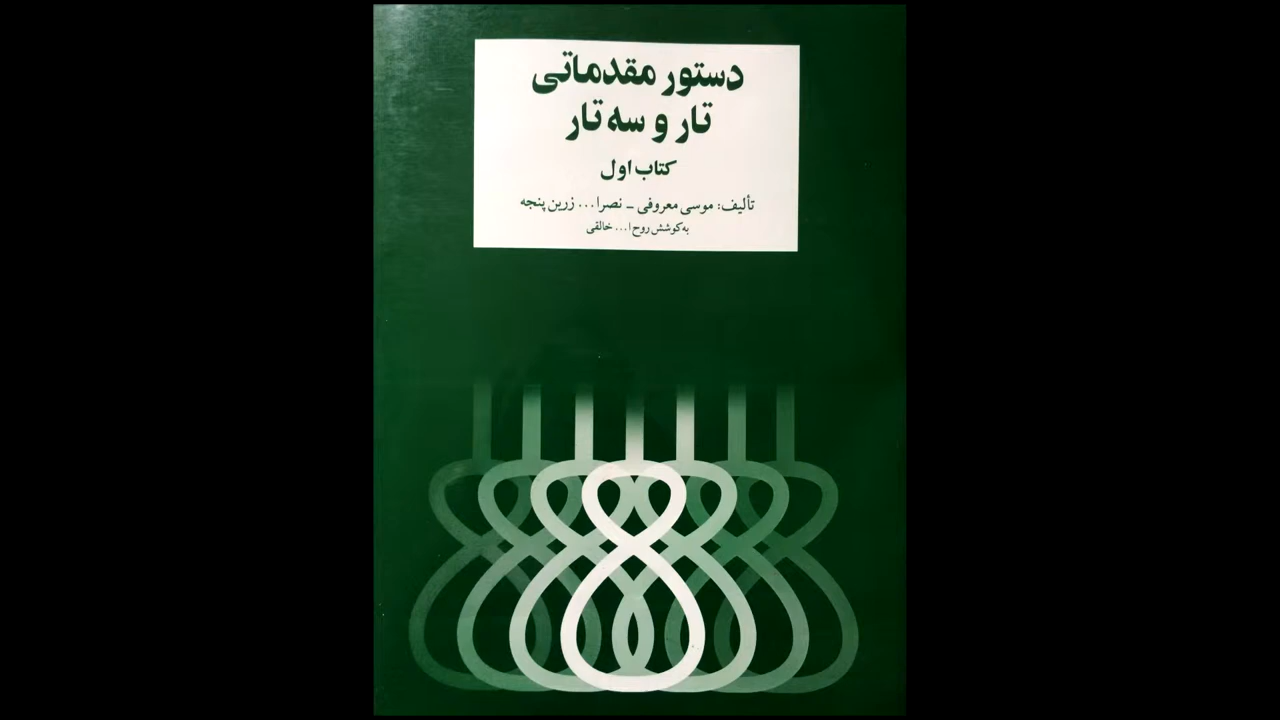 دستور مقدماتی
تار و سه تار
کتاب اول
تألیف: موسی معروفی - نصرا... زرین پنجه
به کوشش روح ا... خالقی